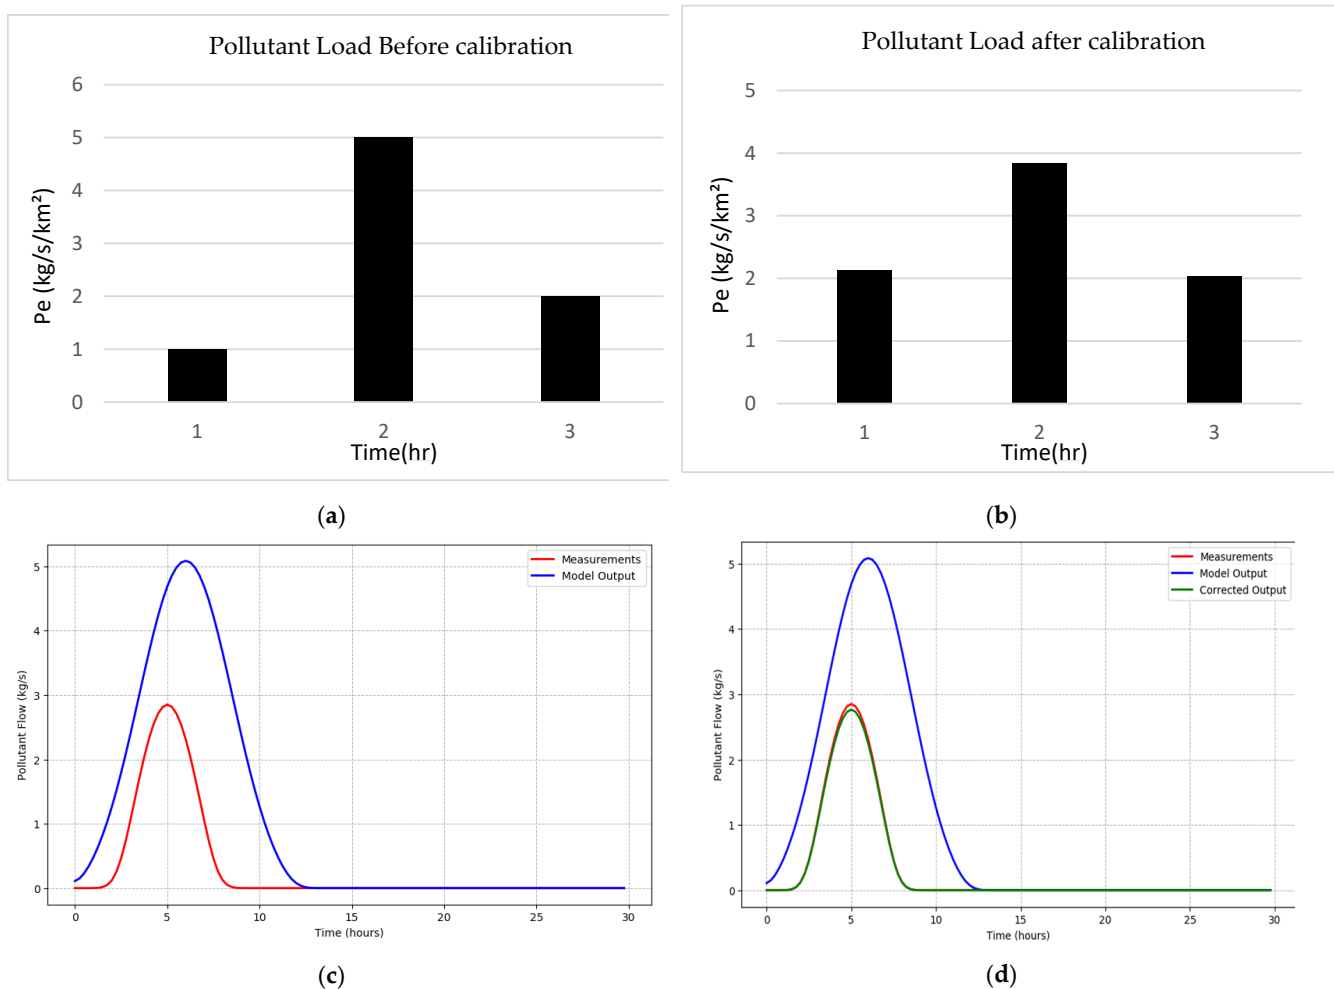 Pollutant Load Before calibration
6
5
4
3
2
1
0
Pe (kg/s/km²)
1 2 3
Time(hr)
(a)
Pollutant Load after calibration
5
4
3
2
1
0
Pe (kg/s/km²)
1 2 3
Time(hr)
(b)
Measurements
Model Output
5
4
3
2
1
0
Pollutant Flow (kg/s)
0 5 10 15 20 25 30
Time (hours)
(c)
Measurements
Model Output
Corrected Output
5
4
3
2
1
0
Pollutant Flow (kg/s)
0 5 10 15 20 25 30
Time (hours)
(d)